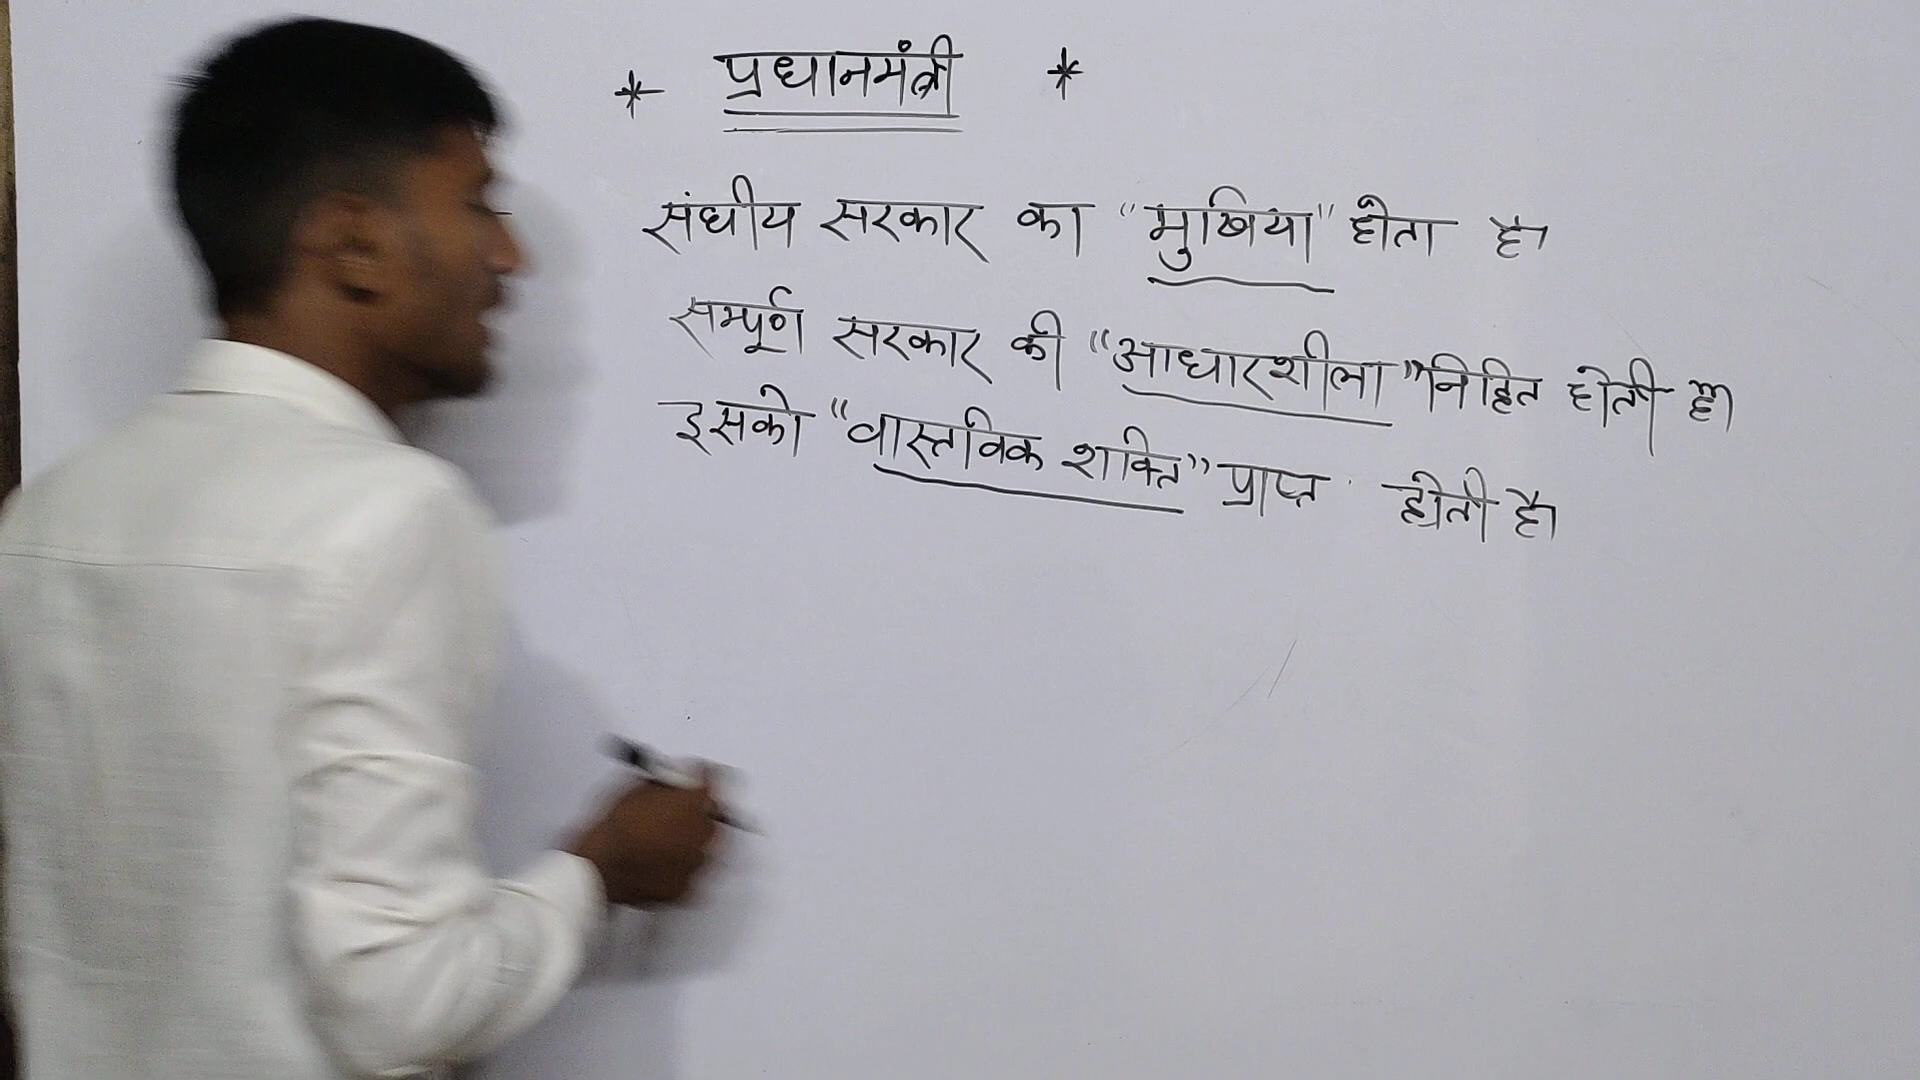 * प्रधानमंत्री *
संघीय सरकार का "मुखिया" होता है
सम्पूर्ण सरकार की "आधारशीला" निहित होती है
इसको "वास्तविक शक्ति" प्राप्त होती है